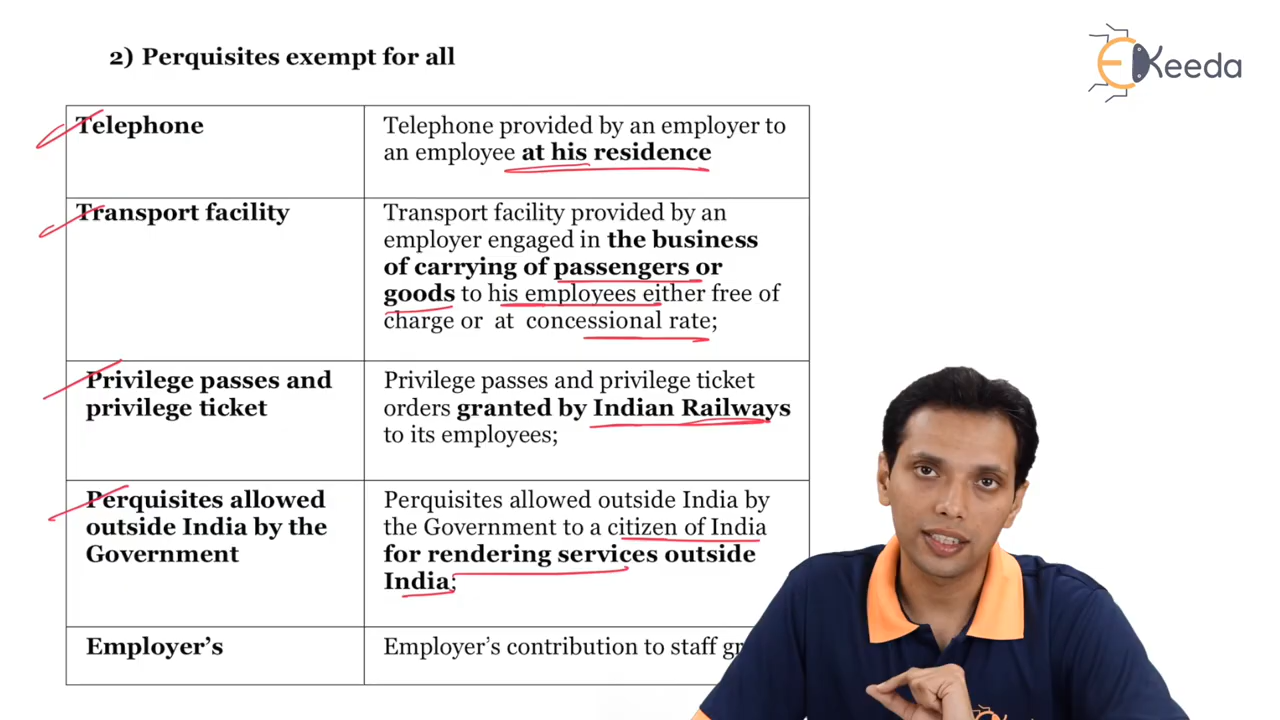 2) Perquisites exempt for all
EKeeda
Telephone
Telephone provided by an employer to
an employee at his residence
Transport facility
Transport facility provided by an
employer engaged in the business
of carrying of passengers or
goods to his employees either free of
charge or at concessional rate;
Privilege passes and
privilege ticket
Privilege passes and privilege ticket
orders granted by Indian Railways
to its employees;
Perquisites allowed
outside India by the
Government
Perquisites allowed outside India by
the Government to a citizen of India
for rendering services outside
India;
Employer’s
Employer’s contribution to staff